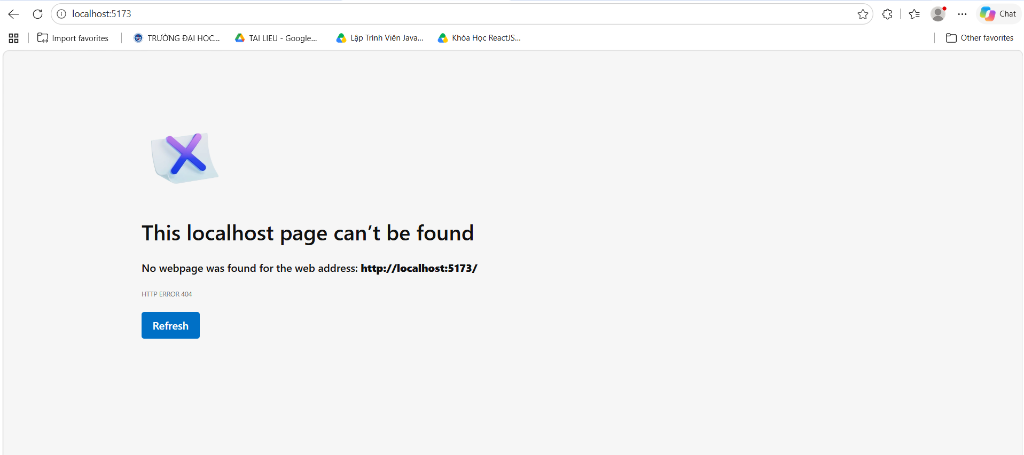 localhost:5173
Chat
Import favorites
TRƯỜNG ĐẠI HỌC...
TÀI LIỆU - Google...
Lập Trình Viên Java...
Khóa Học ReactJS...
Other favorites
This localhost page can't be found
No webpage was found for the web address: http://localhost:5173/
HTTP ERROR 404
Refresh